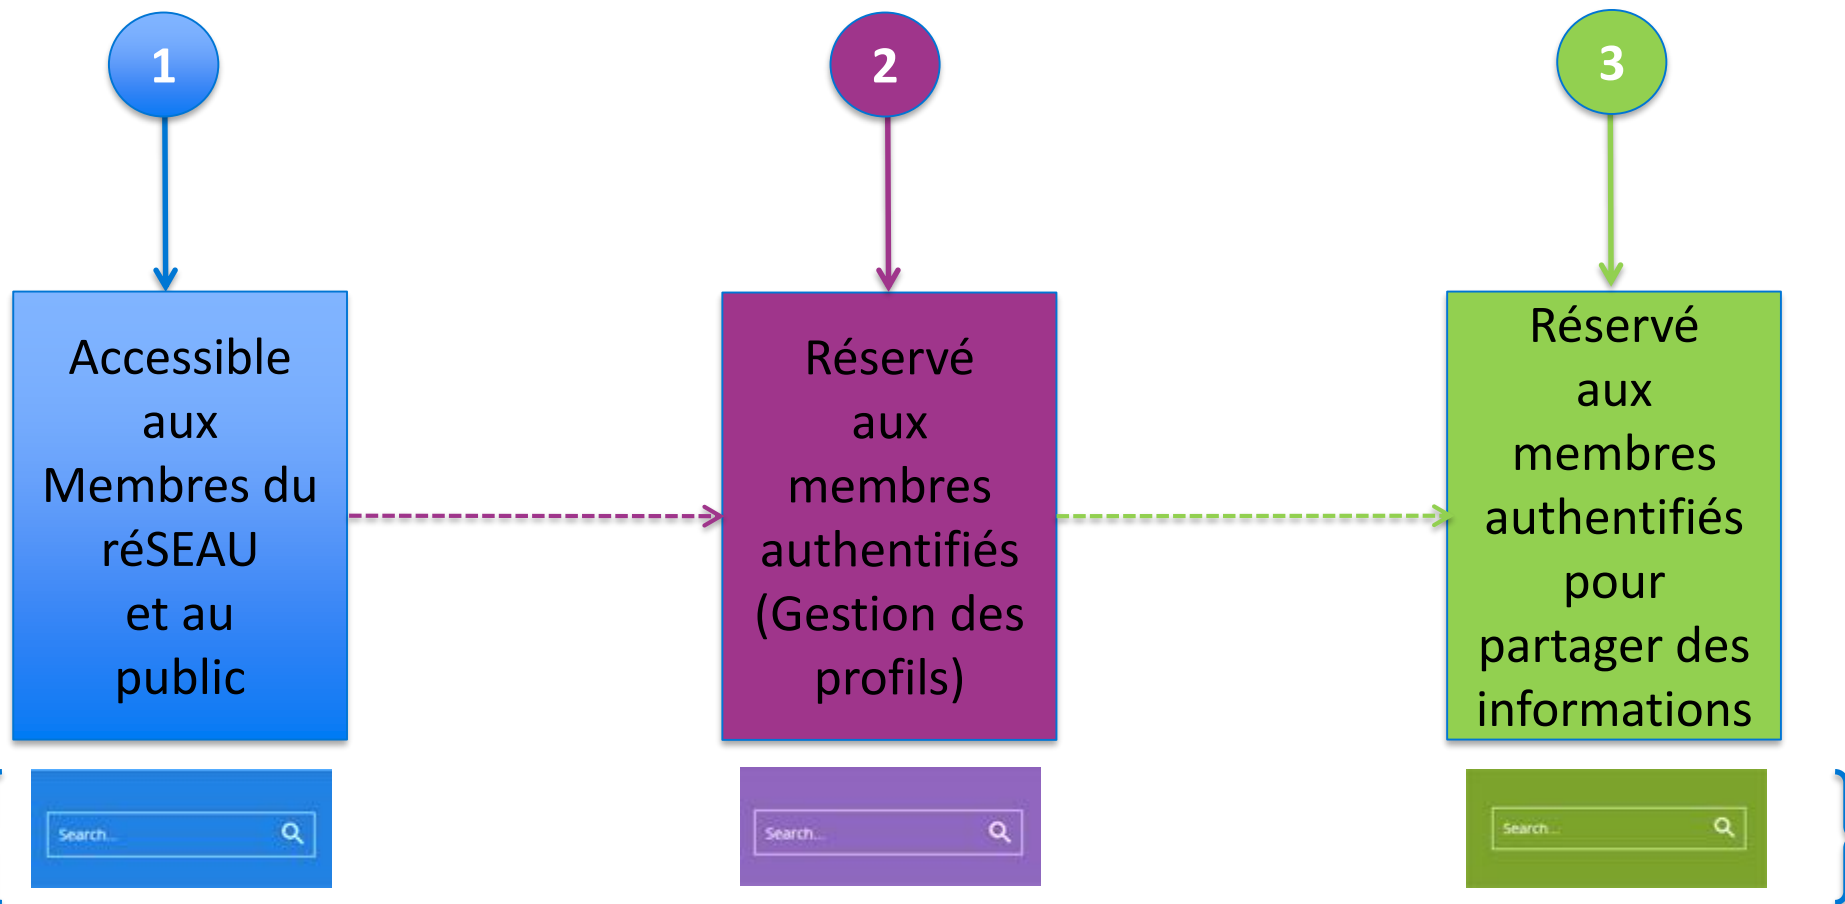 1
2
3
Accessible
aux
Membres du
réSEAU
et au
public
Réservé
aux
membres
authentifiés
(Gestion des
profils)
Réservé
aux
membres
authentifiés
pour
partager des
informations
Search...
Search...
Search...